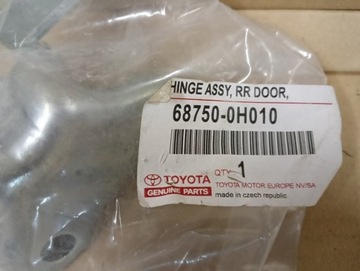 HINGE ASSY, RR DOOR,
68750-0H010
TOYOTA
GENUINE PARTS
QTY 1
TOYOTA MOTOR EUROPE NV/SA
made in czech republic